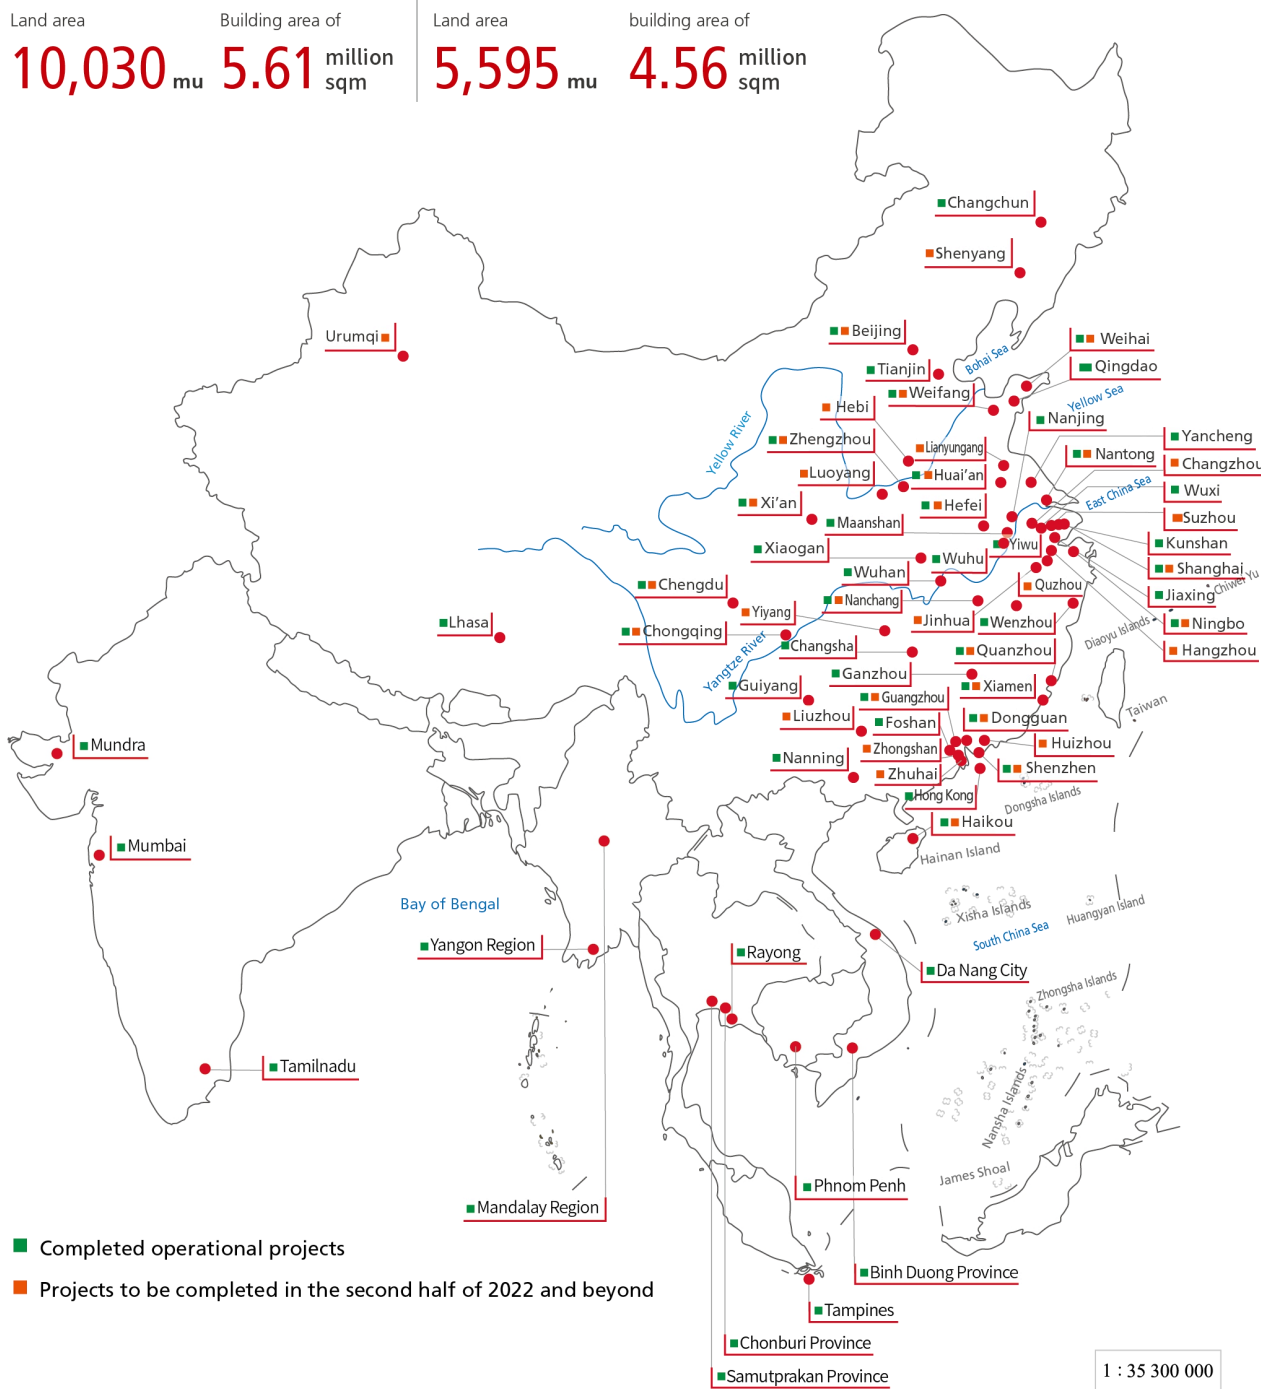 Land area
Building area of
Land area
building area of
10,030 mu
5.61 million sqm
5,595 mu
4.56 million sqm
Changchun
Shenyang
Urumqi
Beijing
Weihai
Bohai Sea
Tianjin
Qingdao
Weifang
Yellow Sea
Hebi
Nanjing
Yellow River
Zhengzhou
Yancheng
Lianyungang
Nantong
Changzhou
Luoyang
Huai'an
Wuxi
East China Sea
Xi'an
Hefei
Suzhou
Maanshan
Kunshan
Xiaogan
Yiwu
Wuhu
Shanghai
Wuhan
Chiwei Yu
Chengdu
Quzhou
Jiaxing
Nanchang
Yiyang
Lhasa
Jinhua
Wenzhou
Ningbo
Chongqing
Diaoyu Islands
Changsha
Quanzhou
Hangzhou
Yangtze River
Ganzhou
Guiyang
Xiamen
Guangzhou
Taiwan
Liuzhou
Foshan
Dongguan
Mundra
Zhongshan
Huizhou
Nanning
Zhuhai
Shenzhen
Hong Kong
Dongsha Islands
Haikou
Mumbai
Hainan Island
Bay of Bengal
Xisha Islands
Huangyan Island
South China Sea
Yangon Region
Rayong
Da Nang City
Zhongsha Islands
Tamilnadu
Nansha Islands
James Shoal
Phnom Penh
Mandalay Region
Completed operational projects
Binh Duong Province
Projects to be completed in the second half of 2022 and beyond
Tampines
Chonburi Province
Samutprakan Province
1 : 35 300 000